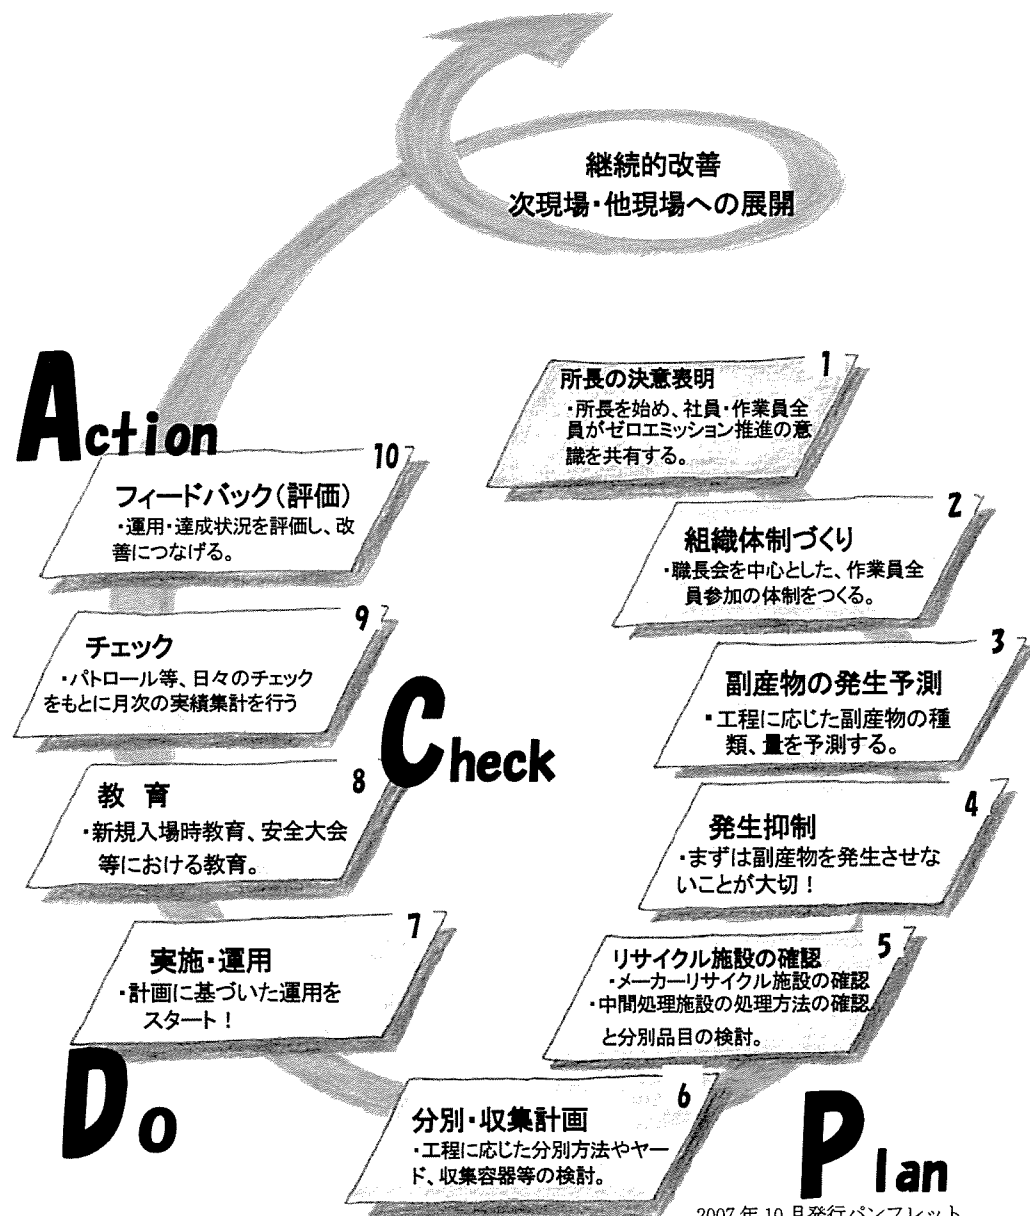 継続的改善
次現場・他現場への展開
1
所長の決意表明
・所長を始め、社員・作業員全
員がゼロエミッション推進の意
識を共有する。
2
組織体制づくり
・職長会を中心とした、作業員全
員参加の体制をつくる。
3
副産物の発生予測
・工程に応じた副産物の種
類、量を予測する。
4
発生抑制
・まずは副産物を発生させな
いことが大切！
5
リサイクル施設の確認
・メーカーリサイクル施設の確認
・中間処理施設の処理方法の確認
と分別品目の検討。
Plan
6
分別・収集計画
・工程に応じた分別方法やヤー
ド、収集容器等の検討。
Do
7
実施・運用
・計画に基づいた運用を
スタート！
8
教 育
・新規入場時教育、安全大会
等における教育。
Check
9
チェック
・パトロール等、日々のチェック
をもとに月次の実績集計を行う
Action
10
フィードバック（評価）
・運用・達成状況を評価し、改
善につなげる。
2007年10月発行パンフレット